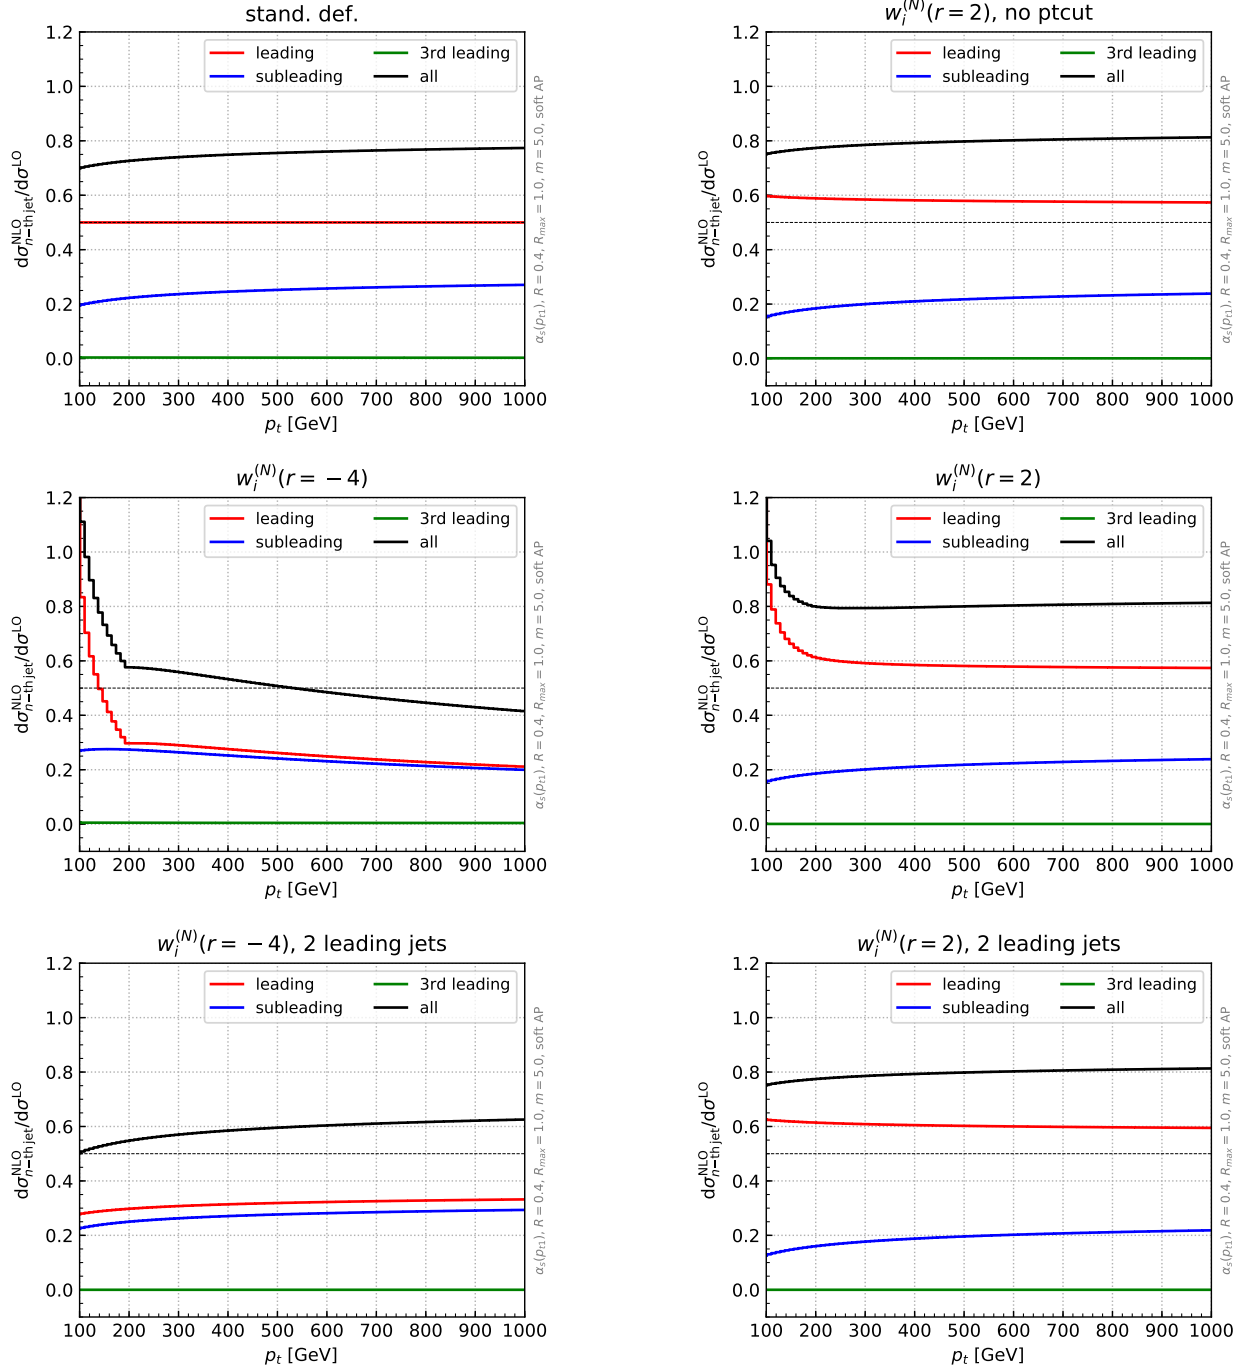 stand. def.
leading
subleading
3rd leading
all
1.2
1.0
0.8
0.6
0.4
0.2
0.0
dσ^NLO_n−th jet/dσ^LO
100 200 300 400 500 600 700 800 900 1000
p_t [GeV]
α_s(p_t1), R = 0.4, R_max = 1.0, m = 5.0, soft AP
w_i^(N)(r = 2), no ptcut
leading
subleading
3rd leading
all
1.2
1.0
0.8
0.6
0.4
0.2
0.0
dσ^NLO_n−th jet/dσ^LO
100 200 300 400 500 600 700 800 900 1000
p_t [GeV]
α_s(p_t1), R = 0.4, R_max = 1.0, m = 5.0, soft AP
w_i^(N)(r = −4)
leading
subleading
3rd leading
all
1.2
1.0
0.8
0.6
0.4
0.2
0.0
dσ^NLO_n−th jet/dσ^LO
100 200 300 400 500 600 700 800 900 1000
p_t [GeV]
α_s(p_t1), R = 0.4, R_max = 1.0, m = 5.0, soft AP
w_i^(N)(r = 2)
leading
subleading
3rd leading
all
1.2
1.0
0.8
0.6
0.4
0.2
0.0
dσ^NLO_n−th jet/dσ^LO
100 200 300 400 500 600 700 800 900 1000
p_t [GeV]
α_s(p_t1), R = 0.4, R_max = 1.0, m = 5.0, soft AP
w_i^(N)(r = −4), 2 leading jets
leading
subleading
3rd leading
all
1.2
1.0
0.8
0.6
0.4
0.2
0.0
dσ^NLO_n−th jet/dσ^LO
100 200 300 400 500 600 700 800 900 1000
p_t [GeV]
α_s(p_t1), R = 0.4, R_max = 1.0, m = 5.0, soft AP
w_i^(N)(r = 2), 2 leading jets
leading
subleading
3rd leading
all
1.2
1.0
0.8
0.6
0.4
0.2
0.0
dσ^NLO_n−th jet/dσ^LO
100 200 300 400 500 600 700 800 900 1000
p_t [GeV]
α_s(p_t1), R = 0.4, R_max = 1.0, m = 5.0, soft AP